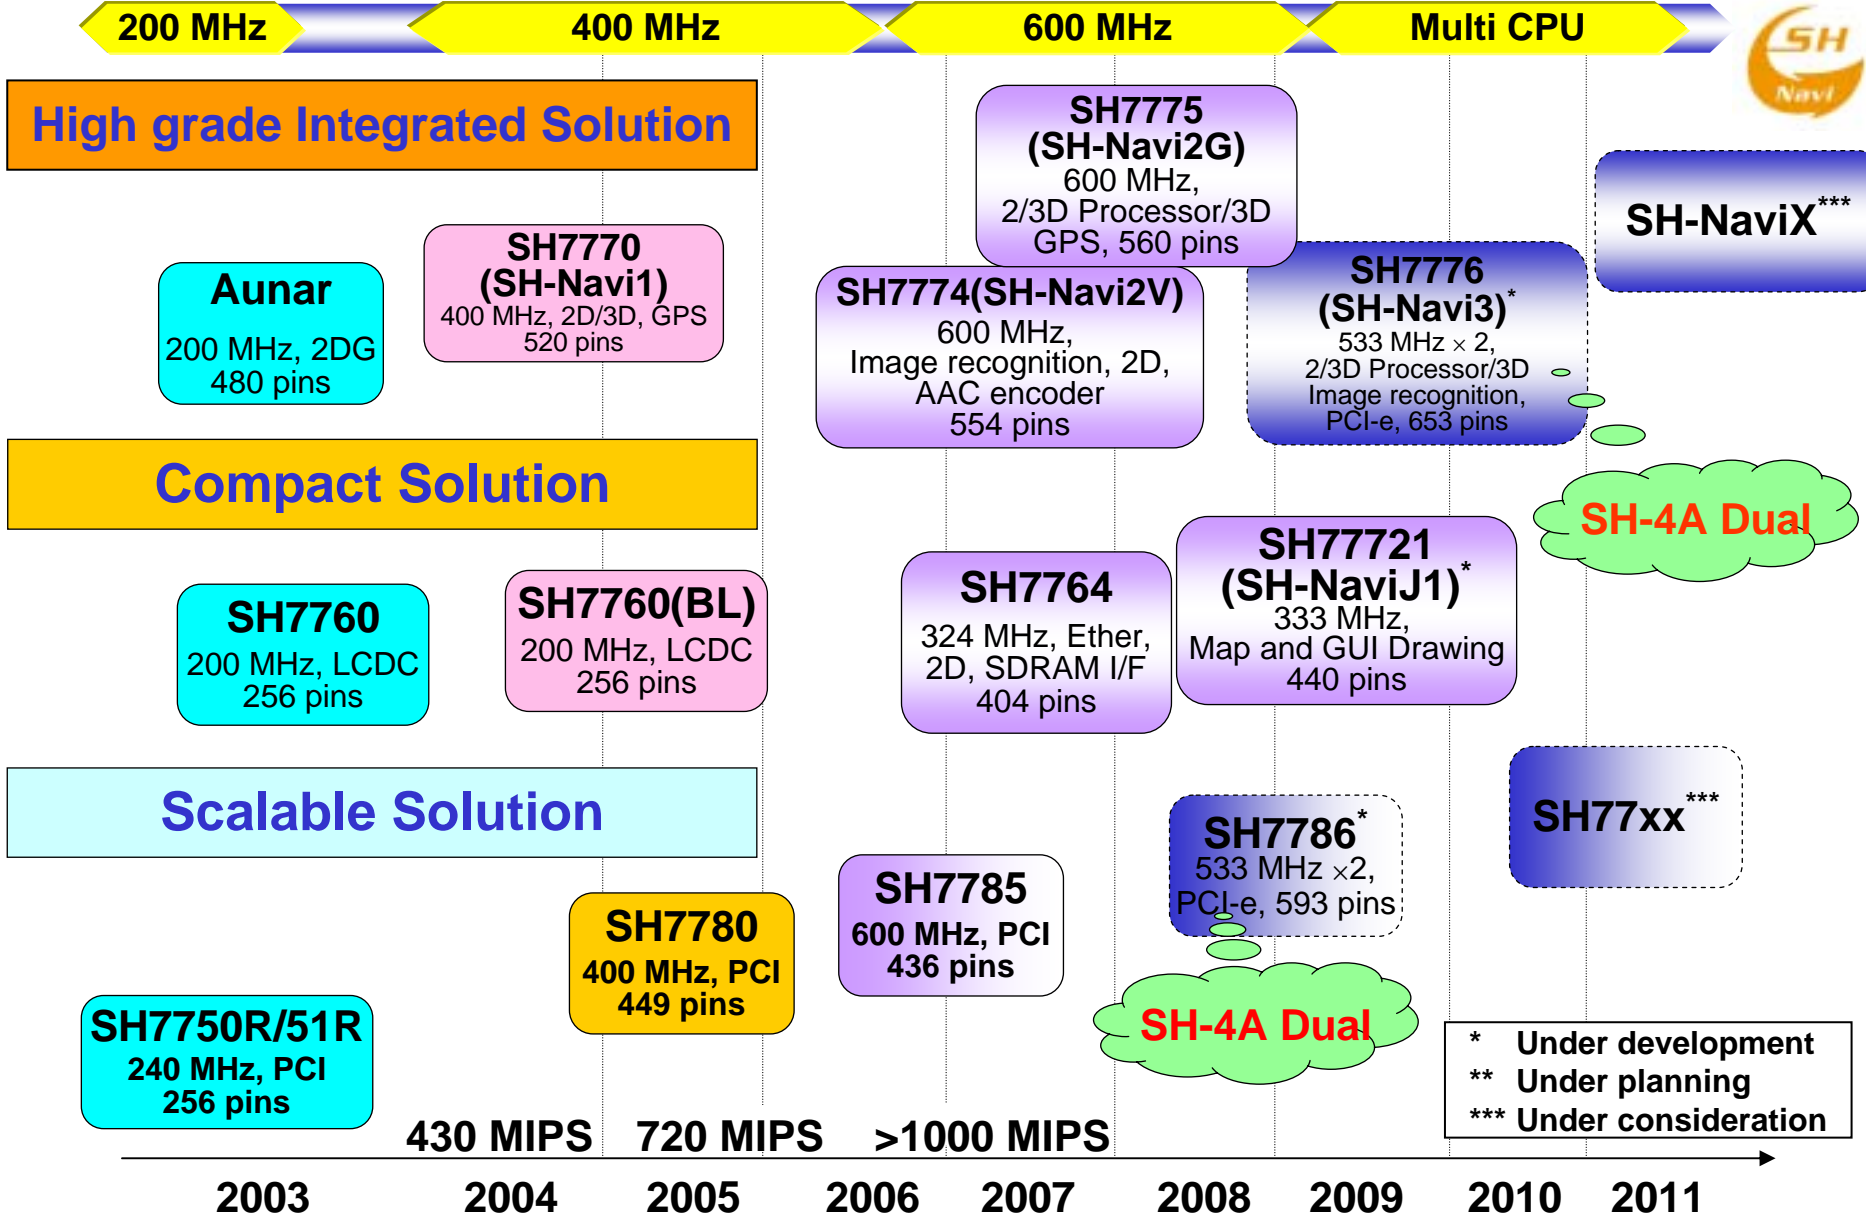 200 MHz
400 MHz
600 MHz
Multi CPU
SH
Navi
High grade Integrated Solution
Aunar
200 MHz, 2DG
480 pins
SH7770
(SH-Navi1)
400 MHz, 2D/3D, GPS
520 pins
SH7775
(SH-Navi2G)
600 MHz,
2/3D Processor/3D
GPS, 560 pins
SH7774(SH-Navi2V)
600 MHz,
Image recognition, 2D,
AAC encoder
554 pins
SH7776
(SH-Navi3)*
533 MHz × 2,
2/3D Processor/3D
Image recognition,
PCI-e, 653 pins
SH-NaviX***
SH-4A Dual
Compact Solution
SH7760
200 MHz, LCDC
256 pins
SH7760(BL)
200 MHz, LCDC
256 pins
SH7764
324 MHz, Ether,
2D, SDRAM I/F
404 pins
SH77721
(SH-NaviJ1)*
333 MHz,
Map and GUI Drawing
440 pins
Scalable Solution
SH7750R/51R
240 MHz, PCI
256 pins
SH7780
400 MHz, PCI
449 pins
SH7785
600 MHz, PCI
436 pins
SH7786*
533 MHz ×2,
PCI-e, 593 pins
SH-4A Dual
SH77xx***
* Under development
** Under planning
*** Under consideration
430 MIPS
720 MIPS
>1000 MIPS
2003
2004
2005
2006
2007
2008
2009
2010
2011